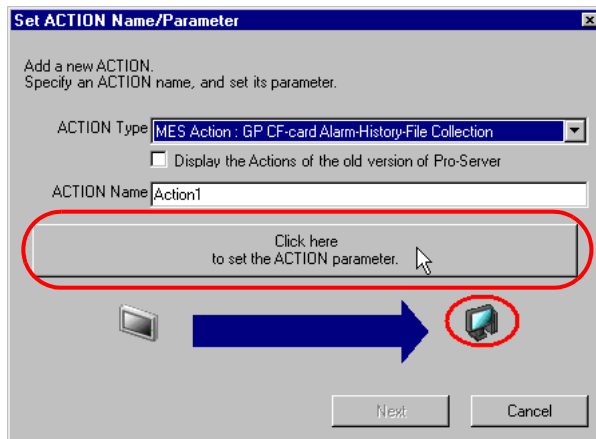 Set ACTION Name/Parameter
Add a new ACTION.
Specify an ACTION name, and set its parameter.
ACTION Type MES Action : GP CF-card Alarm-History-File Collection
Display the Actions of the old version of Pro-Server
ACTION Name Action1
Click here
to set the ACTION parameter.
Next Cancel